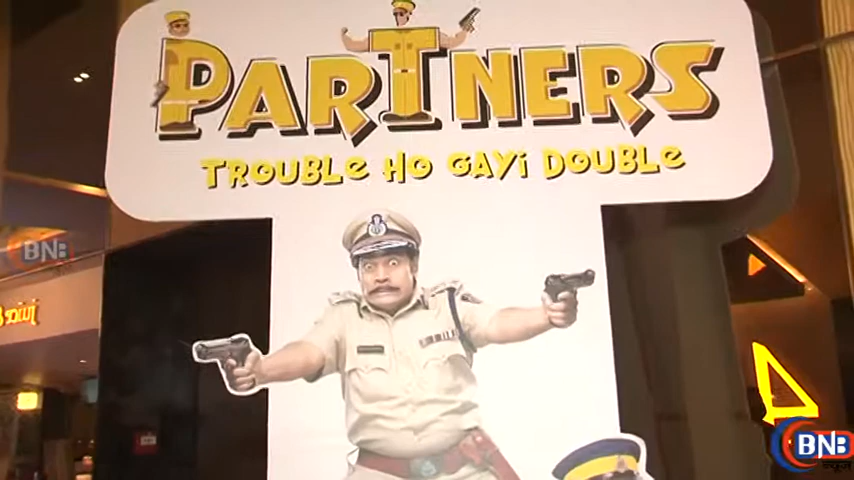 PARTNERS
TROUBLE HO GAYI DOUBLE
BNB
BNB
न्यूज़